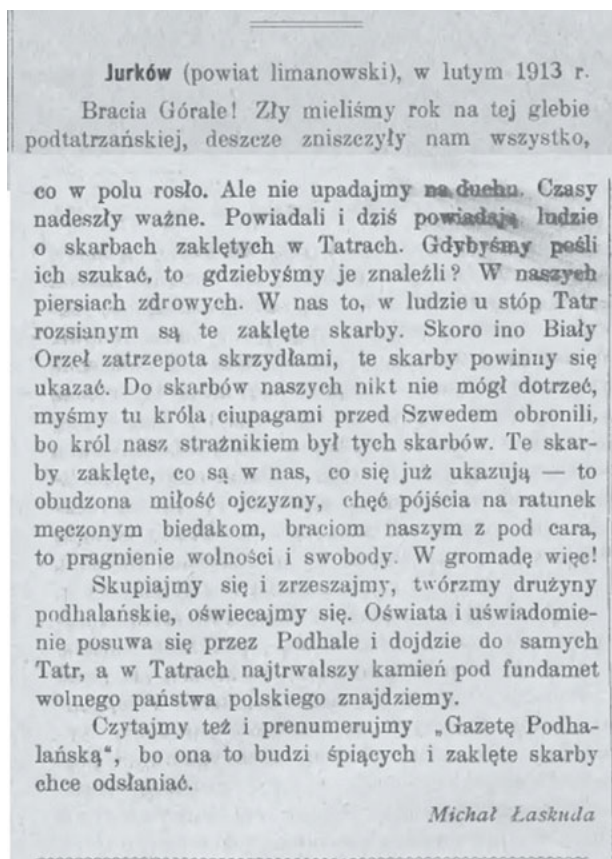 Jurków (powiat limanowski), w lutym 1913 r.
Bracia Górale! Zły mieliśmy rok na tej glebie
podtatrzańskiej, deszcze zniszczyły nam wszystko,
co w polu rosło. Ale nie upadajmy na duchu. Czasy
nadeszły ważne. Powiadali i dziś powiadają ludzie
o skarbach zaklętych w Tatrach. Gdybyśmy pośli
ich szukać, to gdziebyśmy je znaleźli? W naszych
piersiach zdrowych. W nas to, w ludzie u stóp Tatr
rozsianym są te zaklęte skarby. Skoro ino Biały
Orzeł zatrzepota skrzydłami, te skarby powinny się
ukazać. Do skarbów naszych nikt nie mógł dotrzeć,
myśmy tu króla ciupagami przed Szwedem obronili,
bo król nasz strażnikiem był tych skarbów. Te skar-
by zaklęte, co są w nas, co się już ukazują — to
obudzona miłość ojczyzny, chęć pójścia na ratunek
męczonym biedakom, braciom naszym z pod cara,
to pragnienie wolności i swobody. W gromadę więc!
Skupiajmy się i zrzeszajmy, twórzmy drużyny
podhalańskie, oświecajmy się. Oświata i uświadomie-
nie posuwa się przez Podhale i dojdzie do samych
Tatr, a w Tatrach najtrwalszy kamień pod fundamet
wolnego państwa polskiego znajdziemy.
Czytajmy też i prenumerujmy „Gazetę Podha-
lańską", bo ona to budzi śpiących i zaklęte skarby
chce odsłaniać.
Michał Łaskuda